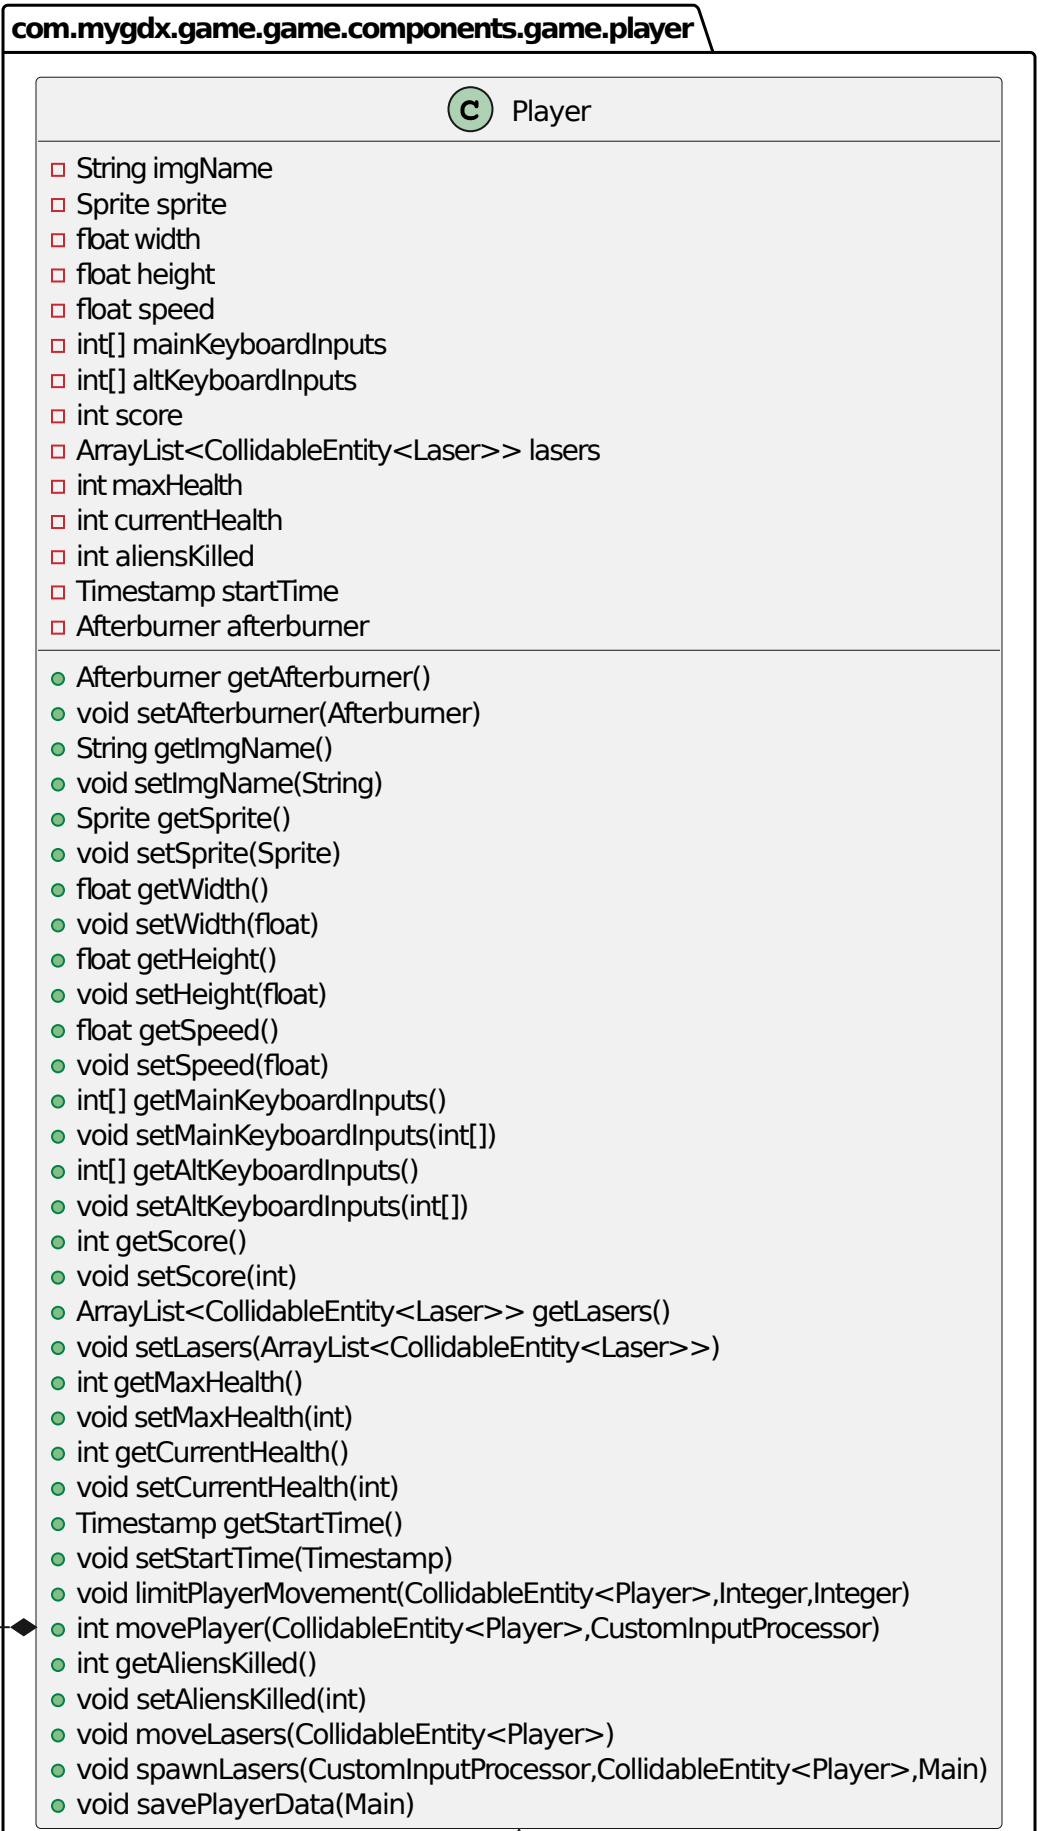 com.mygdx.game.game.components.game.player
C Player
String imgName
Sprite sprite
float width
float height
float speed
int[] mainKeyboardInputs
int[] altKeyboardInputs
int score
ArrayList<CollidableEntity<Laser>> lasers
int maxHealth
int currentHealth
int aliensKilled
Timestamp startTime
Afterburner afterburner
Afterburner getAfterburner()
void setAfterburner(Afterburner)
String getImgName()
void setImgName(String)
Sprite getSprite()
void setSprite(Sprite)
float getWidth()
void setWidth(float)
float getHeight()
void setHeight(float)
float getSpeed()
void setSpeed(float)
int[] getMainKeyboardInputs()
void setMainKeyboardInputs(int[])
int[] getAltKeyboardInputs()
void setAltKeyboardInputs(int[])
int getScore()
void setScore(int)
ArrayList<CollidableEntity<Laser>> getLasers()
void setLasers(ArrayList<CollidableEntity<Laser>>)
int getMaxHealth()
void setMaxHealth(int)
int getCurrentHealth()
void setCurrentHealth(int)
Timestamp getStartTime()
void setStartTime(Timestamp)
void limitPlayerMovement(CollidableEntity<Player>,Integer,Integer)
int movePlayer(CollidableEntity<Player>,CustomInputProcessor)
int getAliensKilled()
void setAliensKilled(int)
void moveLasers(CollidableEntity<Player>)
void spawnLasers(CustomInputProcessor,CollidableEntity<Player>,Main)
void savePlayerData(Main)